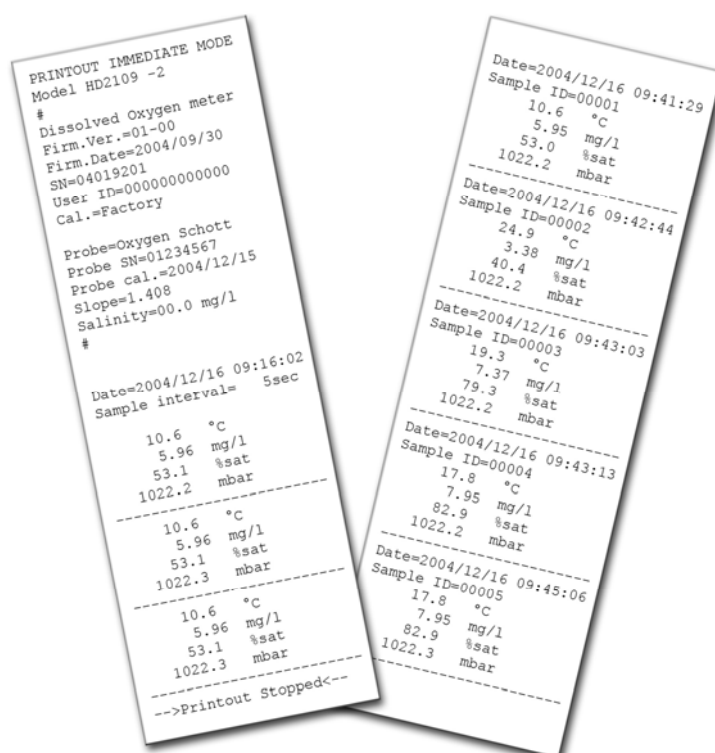 PRINTOUT IMMEDIATE MODE
Model HD2109 -2
#
Dissolved Oxygen meter
Firm.Ver.=01-00
Firm.Date=2004/09/30
SN=04019201
User ID=000000000000
Cal.=Factory
Probe=Oxygen Schott
Probe SN=01234567
Probe cal.=2004/12/15
Slope=1.408
Salinity=00.0 mg/l
#
Date=2004/12/16 09:16:02
Sample interval= 5sec
10.6 °C
5.96 mg/l
53.1 %sat
1022.2 mbar
------------------------
10.6 °C
5.96 mg/l
53.1 %sat
1022.3 mbar
------------------------
10.6 °C
5.96 mg/l
53.1 %sat
1022.3 mbar
------------------------
-->Printout Stopped<--
Date=2004/12/16 09:41:29
Sample ID=00001
10.6 °C
5.95 mg/l
53.0 %sat
1022.2 mbar
------------------------
Date=2004/12/16 09:42:44
Sample ID=00002
24.9 °C
3.38 mg/l
40.4 %sat
1022.2 mbar
------------------------
Date=2004/12/16 09:43:03
Sample ID=00003
19.3 °C
7.37 mg/l
79.3 %sat
1022.2 mbar
------------------------
Date=2004/12/16 09:43:13
Sample ID=00004
17.8 °C
7.95 mg/l
82.9 %sat
1022.2 mbar
------------------------
Date=2004/12/16 09:45:06
Sample ID=00005
17.8 °C
7.95 mg/l
82.9 %sat
1022.3 mbar
------------------------